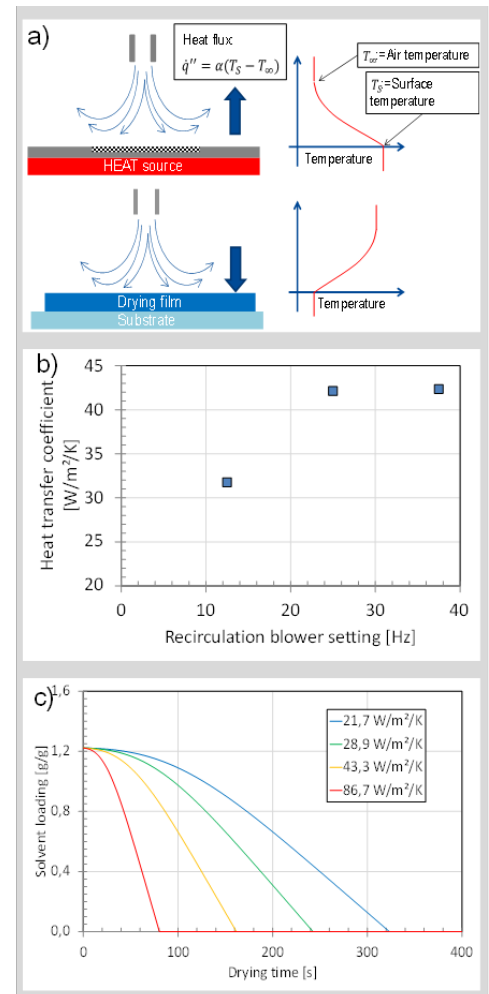 a)
Heat flux:
q̇′′ = α(T_S − T_∞)
T_∞:=Air temperature
T_S:=Surface
temperature
Temperature
HEAT source
Drying film
Substrate
Temperature
b)
Heat transfer coefficient
[W/m²/K]
45
40
35
30
25
20
0
10
20
30
40
Recirculation blower setting [Hz]
c)
Solvent loading [g/g]
1,6
1,2
0,8
0,4
0,0
21,7 W/m²/K
28,9 W/m²/K
43,3 W/m²/K
86,7 W/m²/K
0
100
200
300
400
Drying time [s]